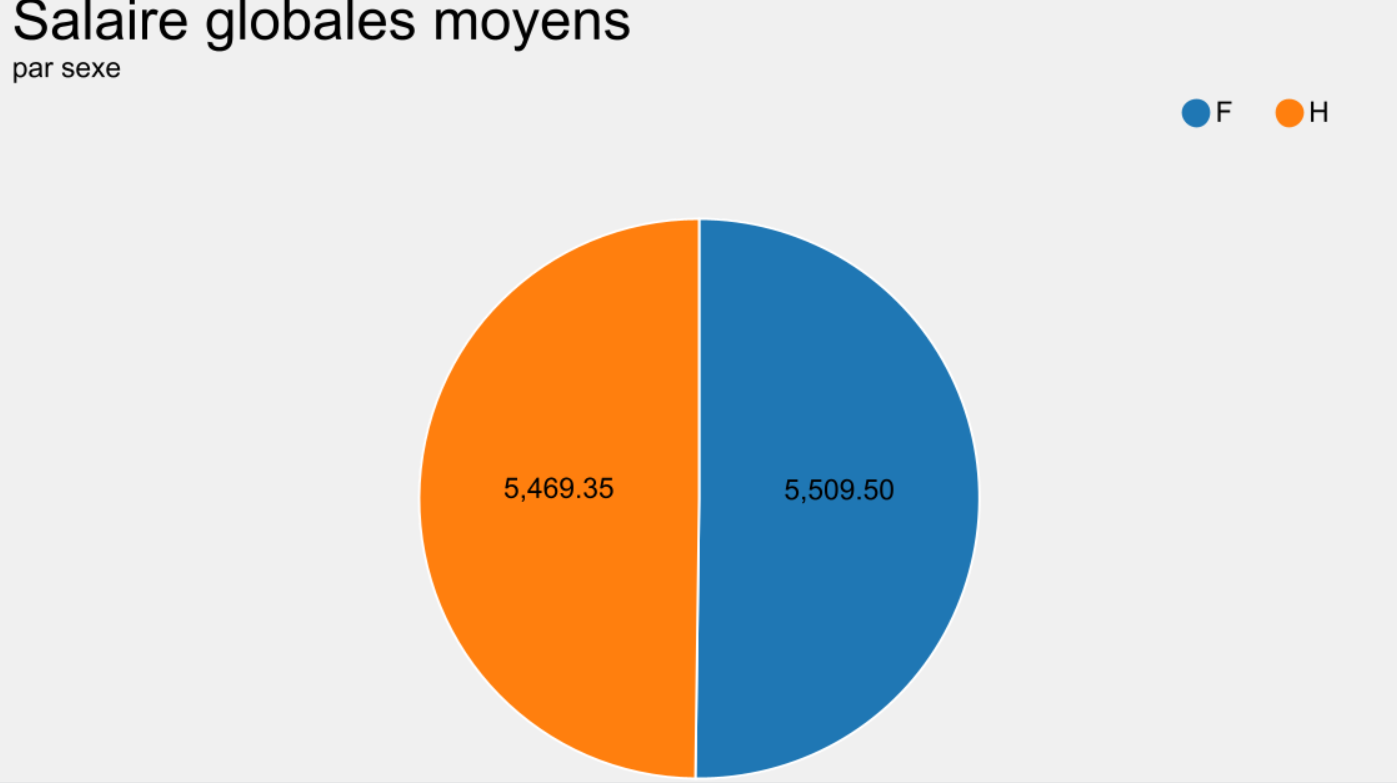 Salaire globales moyens
par sexe
F H
5,469.35 5,509.50